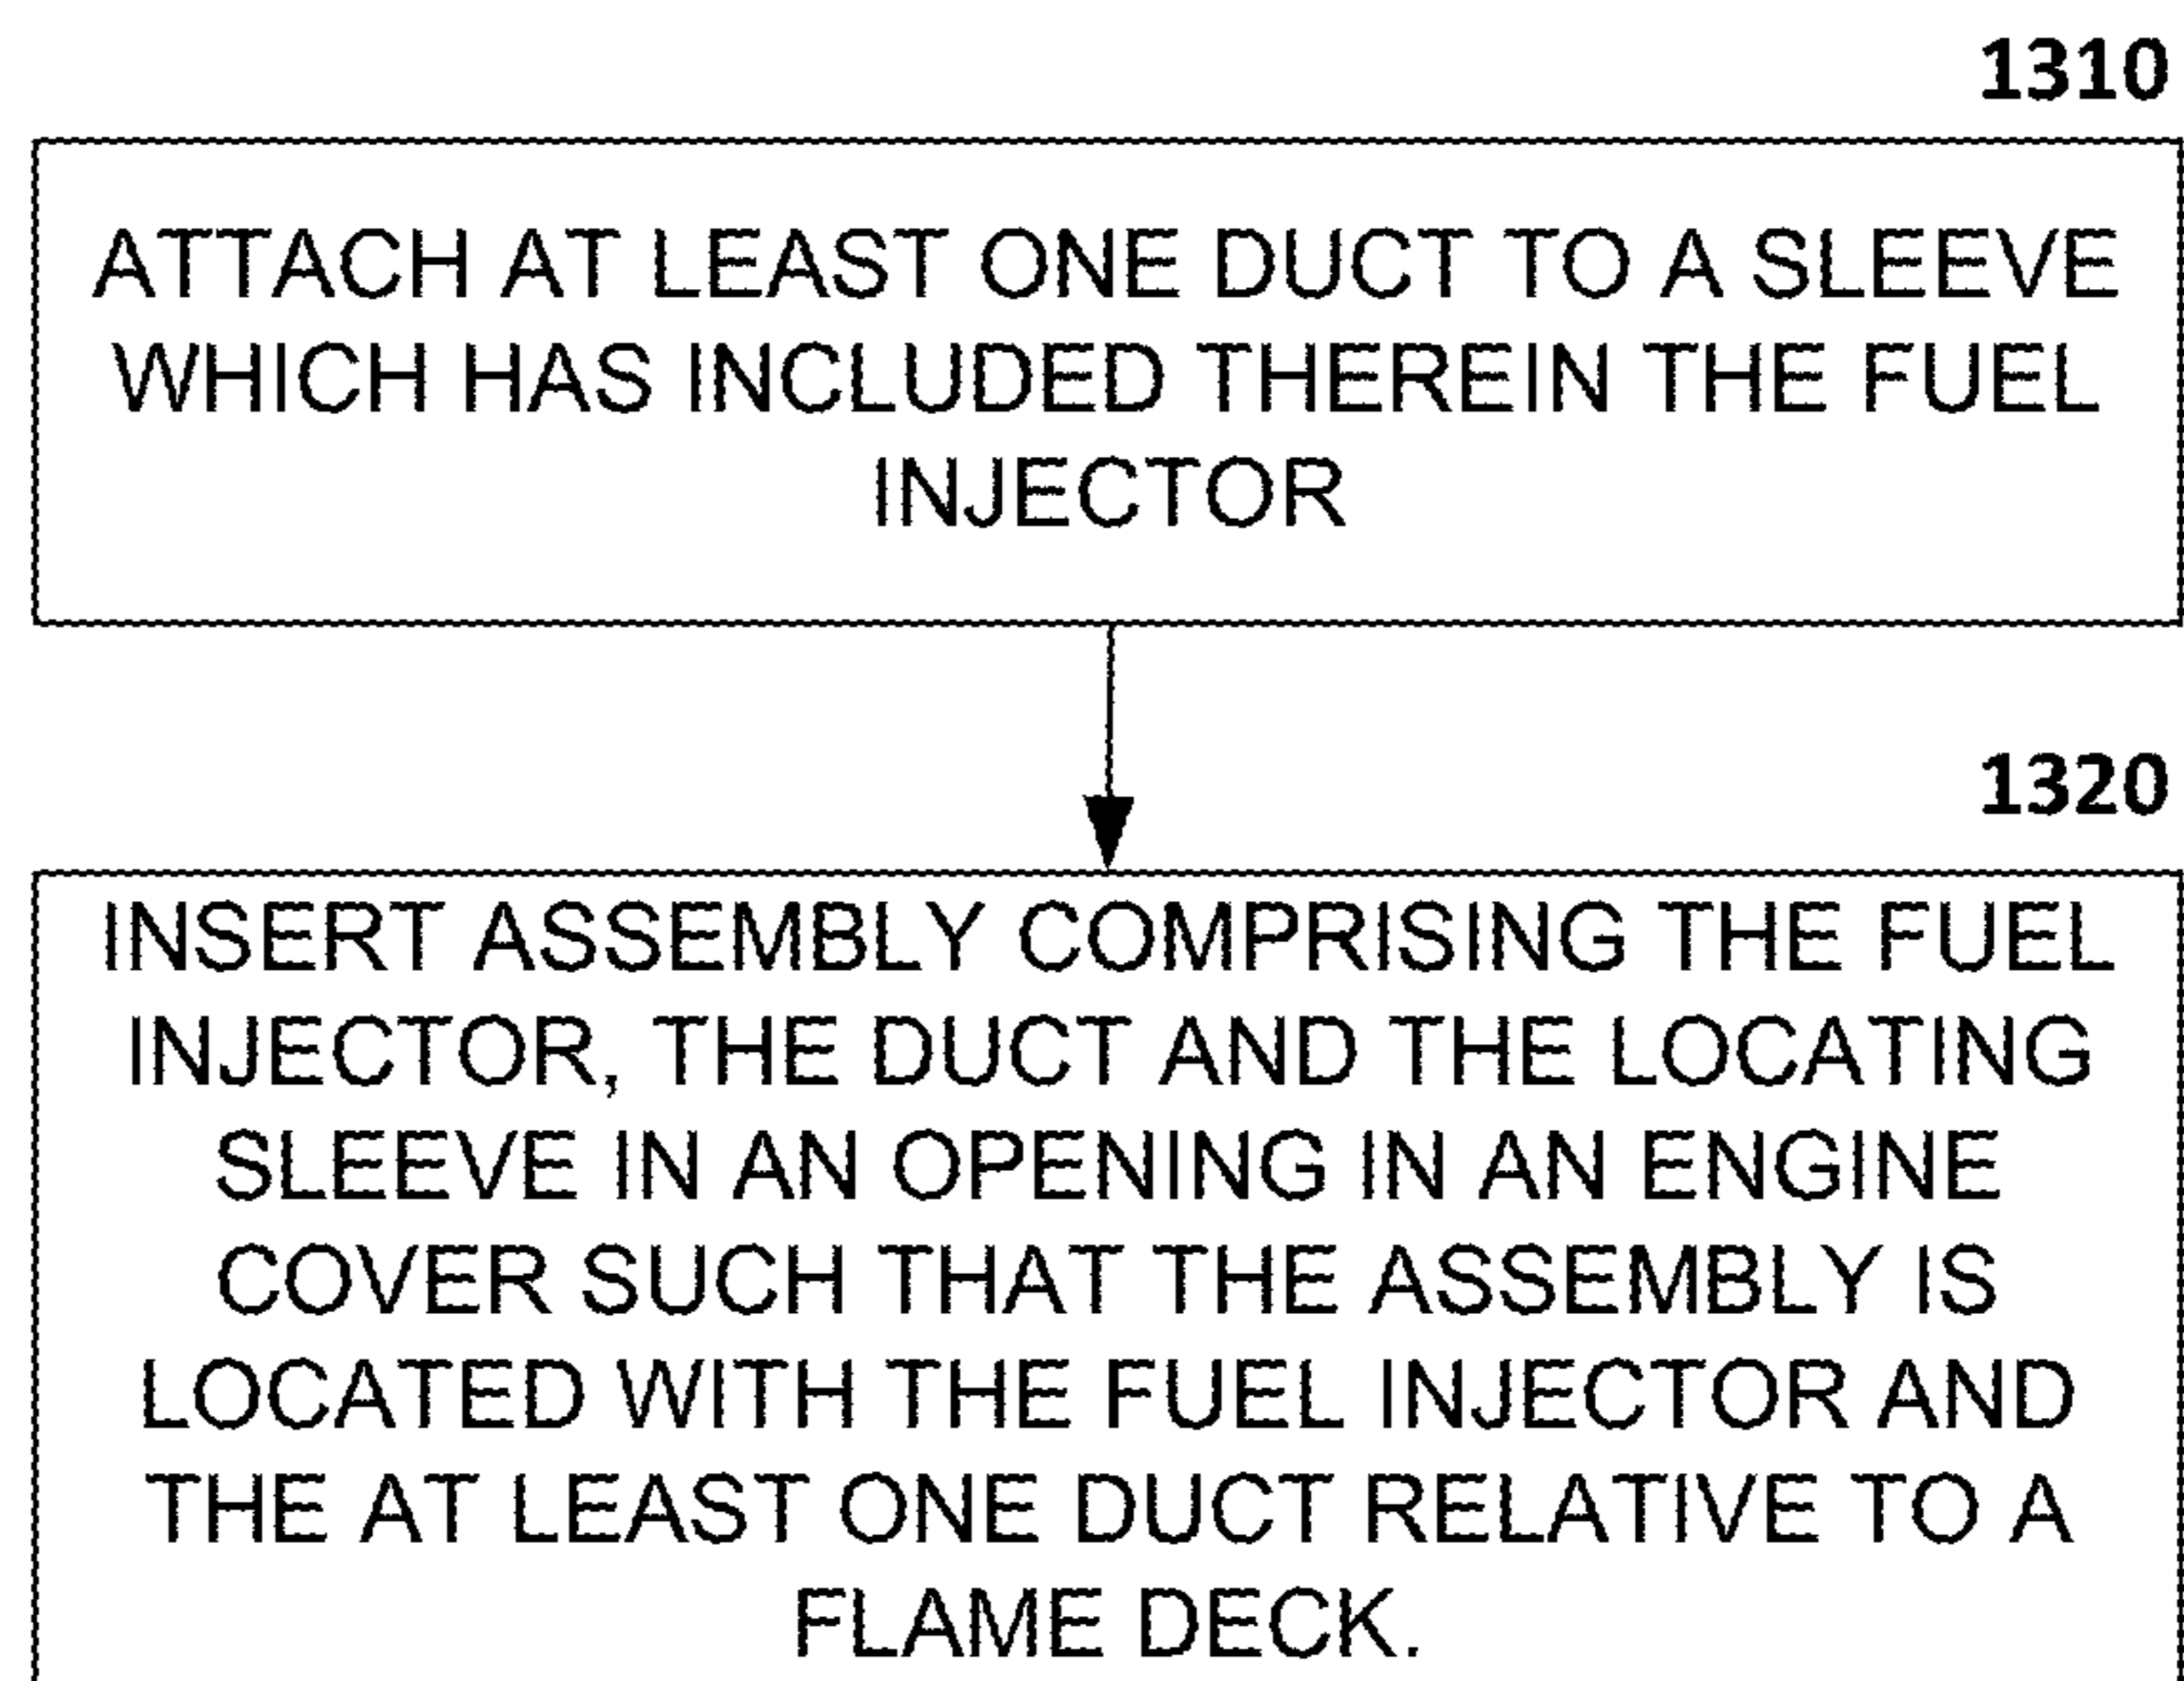 1310
ATTACH AT LEAST ONE DUCT TO A SLEEVE
WHICH HAS INCLUDED THEREIN THE FUEL
INJECTOR
1320
INSERT ASSEMBLY COMPRISING THE FUEL
INJECTOR, THE DUCT AND THE LOCATING
SLEEVE IN AN OPENING IN AN ENGINE
COVER SUCH THAT THE ASSEMBLY IS
LOCATED WITH THE FUEL INJECTOR AND
THE AT LEAST ONE DUCT RELATIVE TO A
FLAME DECK.